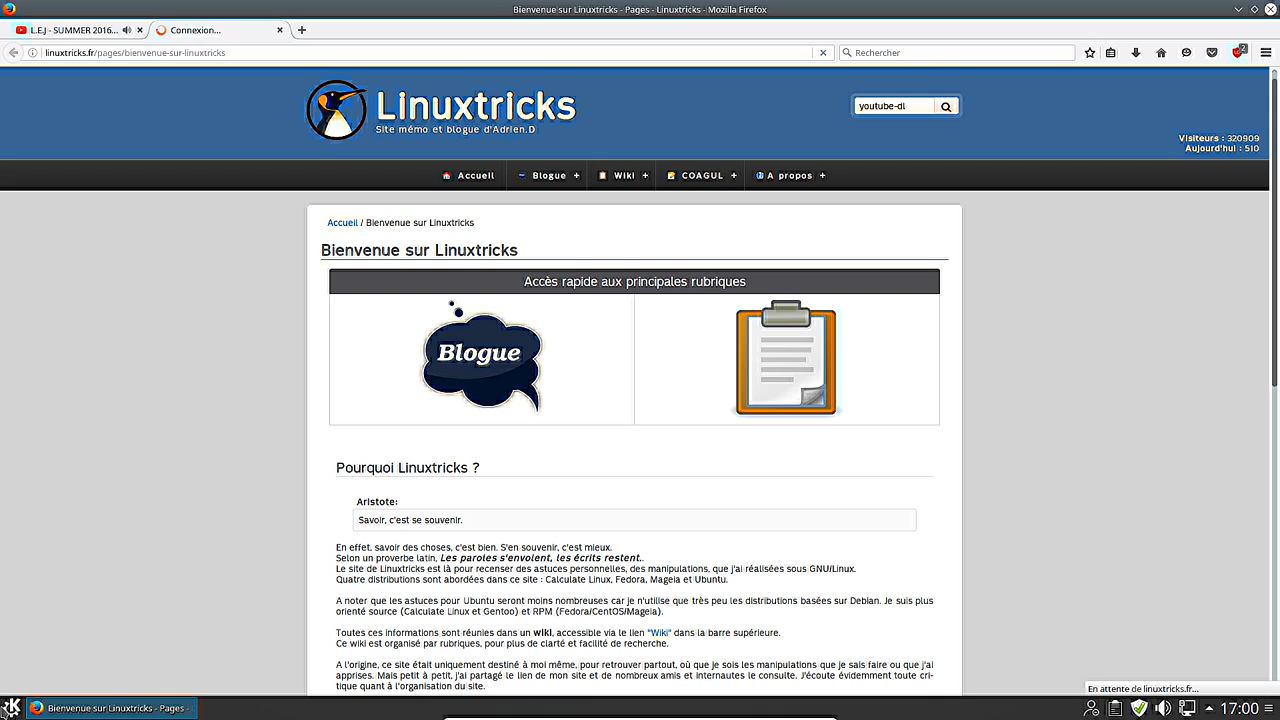 Bienvenue sur Linuxtricks - Pages - Linuxtricks - Mozilla Firefox
L.E.J - SUMMER 2016...
Connexion...
linuxtricks.fr/pages/bienvenue-sur-linuxtricks
Rechercher
2
Linuxtricks
Site mémo et blogue d'Adrien.D
youtube-dl
Visiteurs : 320909
Aujourd'hui : 510
Accueil Blogue + Wiki + COAGUL + A propos +
Accueil / Bienvenue sur Linuxtricks
Bienvenue sur Linuxtricks
Accès rapide aux principales rubriques
Blogue
Pourquoi Linuxtricks ?
Aristote:
Savoir, c'est se souvenir.
En effet, savoir des choses, c'est bien. S'en souvenir, c'est mieux.
Selon un proverbe latin, Les paroles s'envolent, les écrits restent..
Le site de Linuxtricks est là pour recenser des astuces personnelles, des manipulations, que j'ai réalisées sous GNU/Linux.
Quatre distributions sont abordées dans ce site : Calculate Linux, Fedora, Mageia et Ubuntu.
A noter que les astuces pour Ubuntu seront moins nombreuses car je n'utilise que très peu les distributions basées sur Debian. Je suis plus
orienté source (Calculate Linux et Gentoo) et RPM (Fedora/CentOS/Mageia).
Toutes ces informations sont réunies dans un wiki, accessible via le lien "Wiki" dans la barre supérieure.
Ce wiki est organisé par rubriques, pour plus de clarté et facilité de recherche.
A l'origine, ce site était uniquement destiné à moi même, pour retrouver partout, où que je sois les manipulations que je sais faire ou que j'ai
apprises. Mais petit à petit, j'ai partagé le lien de mon site et de nombreux amis et internautes le consulte. J'écoute évidemment toute cri-
tique quant à l'organisation du site.
En attente de linuxtricks.fr...
Bienvenue sur Linuxtricks - Pages -
17:00